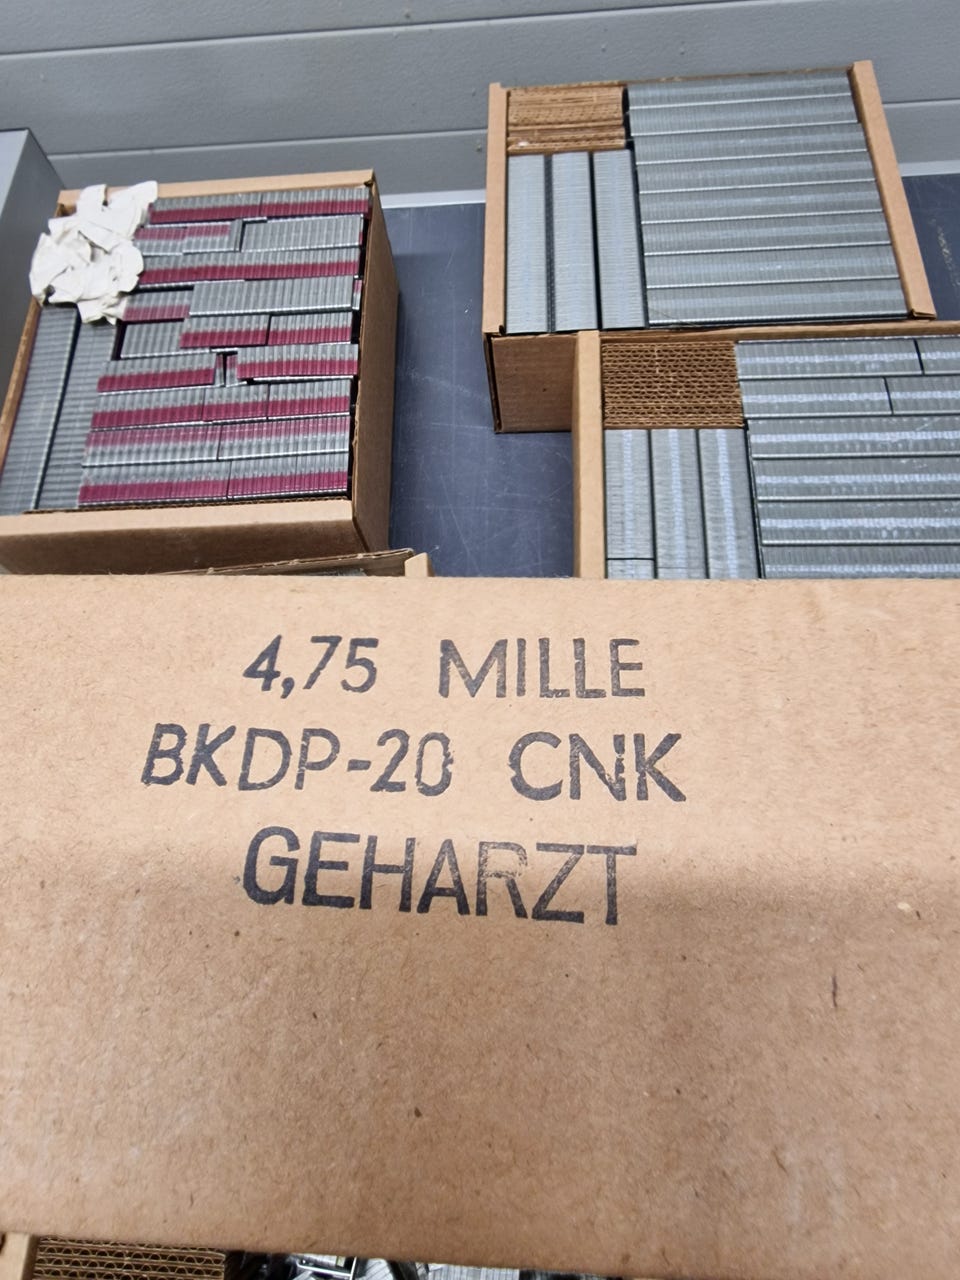 4,75 MILLE
BKDP-20 CNK
GEHARZT